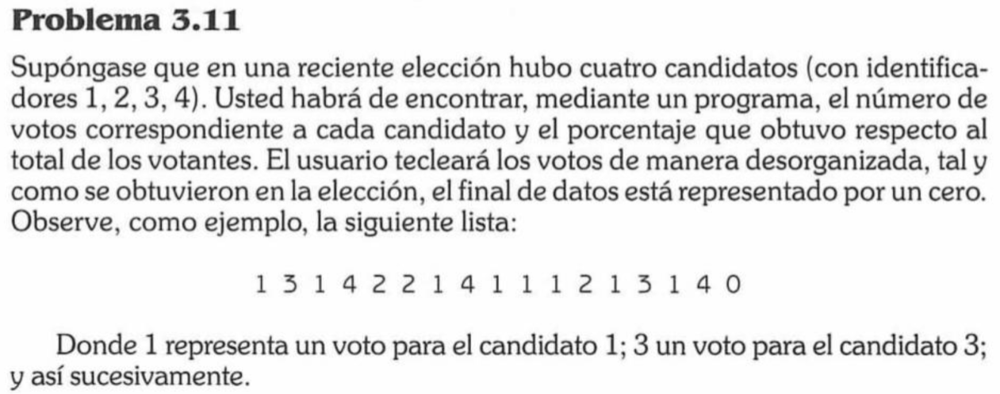 Problema 3.11
Supóngase que en una reciente elección hubo cuatro candidatos (con identifica-
dores 1, 2, 3, 4). Usted habrá de encontrar, mediante un programa, el número de
votos correspondiente a cada candidato y el porcentaje que obtuvo respecto al
total de los votantes. El usuario tecleará los votos de manera desorganizada, tal y
como se obtuvieron en la elección, el final de datos está representado por un cero.
Observe, como ejemplo, la siguiente lista:
1 3 1 4 2 2 1 4 1 1 1 2 1 3 1 4 0
Donde 1 representa un voto para el candidato 1; 3 un voto para el candidato 3;
y así sucesivamente.